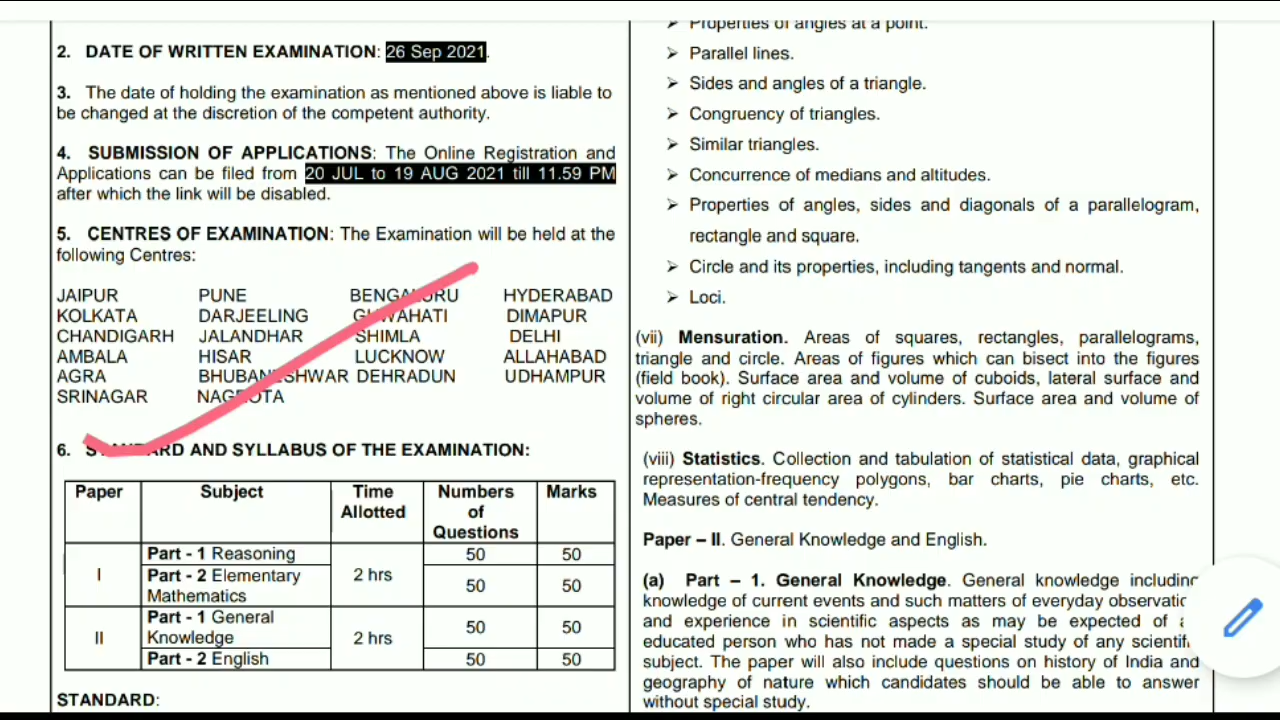 2. DATE OF WRITTEN EXAMINATION: 26 Sep 2021.
3. The date of holding the examination as mentioned above is liable to
be changed at the discretion of the competent authority.
4. SUBMISSION OF APPLICATIONS: The Online Registration and
Applications can be filed from 20 JUL to 19 AUG 2021 till 11.59 PM
after which the link will be disabled.
5. CENTRES OF EXAMINATION: The Examination will be held at the
following Centres:
JAIPUR PUNE BENGALURU HYDERABAD
KOLKATA DARJEELING GUWAHATI DIMAPUR
CHANDIGARH JALANDHAR SHIMLA DELHI
AMBALA HISAR LUCKNOW ALLAHABAD
AGRA BHUBANESHWAR DEHRADUN UDHAMPUR
SRINAGAR NAGROTA
6. STANDARD AND SYLLABUS OF THE EXAMINATION:
Paper Subject Time Allotted Numbers of Questions Marks
I Part - 1 Reasoning 2 hrs 50 50
Part - 2 Elementary Mathematics 50 50
II Part - 1 General Knowledge 2 hrs 50 50
Part - 2 English 50 50
STANDARD:
➢ Properties of angles at a point.
➢ Parallel lines.
➢ Sides and angles of a triangle.
➢ Congruency of triangles.
➢ Similar triangles.
➢ Concurrence of medians and altitudes.
➢ Properties of angles, sides and diagonals of a parallelogram,
rectangle and square.
➢ Circle and its properties, including tangents and normal.
➢ Loci.
(vii) Mensuration. Areas of squares, rectangles, parallelograms,
triangle and circle. Areas of figures which can bisect into the figures
(field book). Surface area and volume of cuboids, lateral surface and
volume of right circular area of cylinders. Surface area and volume of
spheres.
(viii) Statistics. Collection and tabulation of statistical data, graphical
representation-frequency polygons, bar charts, pie charts, etc.
Measures of central tendency.
Paper – II. General Knowledge and English.
(a) Part – 1. General Knowledge. General knowledge including
knowledge of current events and such matters of everyday observatic
and experience in scientific aspects as may be expected of
educated person who has not made a special study of any scientifi
subject. The paper will also include questions on history of India and
geography of nature which candidates should be able to answer
without special study.